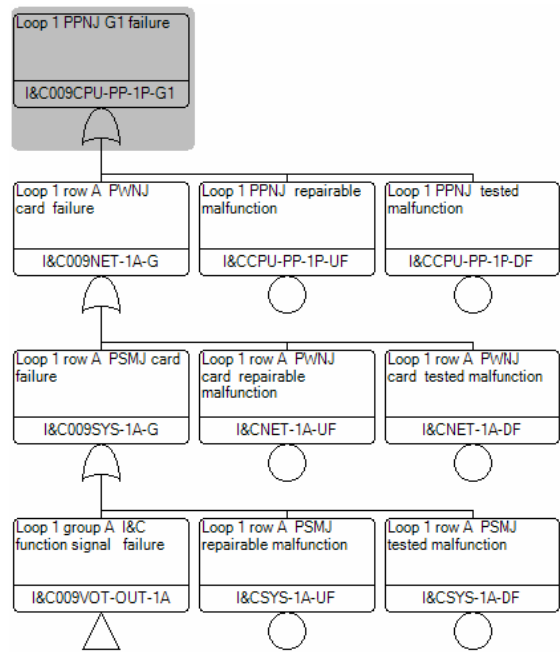 Loop 1 PPNJ G1 failure
I&C009CPU-PP-1P-G1
Loop 1 row A PWNJ
card failure
I&C009NET-1A-G
Loop 1 PPNJ repairable
malfunction
I&CCPU-PP-1P-UF
Loop 1 PPNJ tested
malfunction
I&CCPU-PP-1P-DF
Loop 1 row A PSMJ card
failure
I&C009SYS-1A-G
Loop 1 row A PWNJ
card repairable
malfunction
I&CNET-1A-UF
Loop 1 row A PWNJ
card tested malfunction
I&CNET-1A-DF
Loop 1 group A I&C
function signal failure
I&C009VOT-OUT-1A
Loop 1 row A PSMJ
repairable malfunction
I&CSYS-1A-UF
Loop 1 row A PSMJ
tested malfunction
I&CSYS-1A-DF